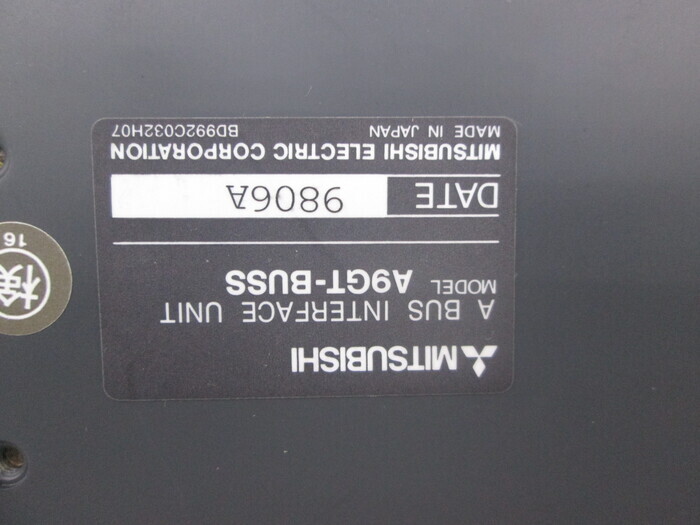 MITSUBISHI
A BUS INTERFACE UNIT
MODEL A9GT-BUSS
DATE 9806A
MITSUBISHI ELECTRIC CORPORATION
MADE IN JAPAN BD992C032H07
検
16